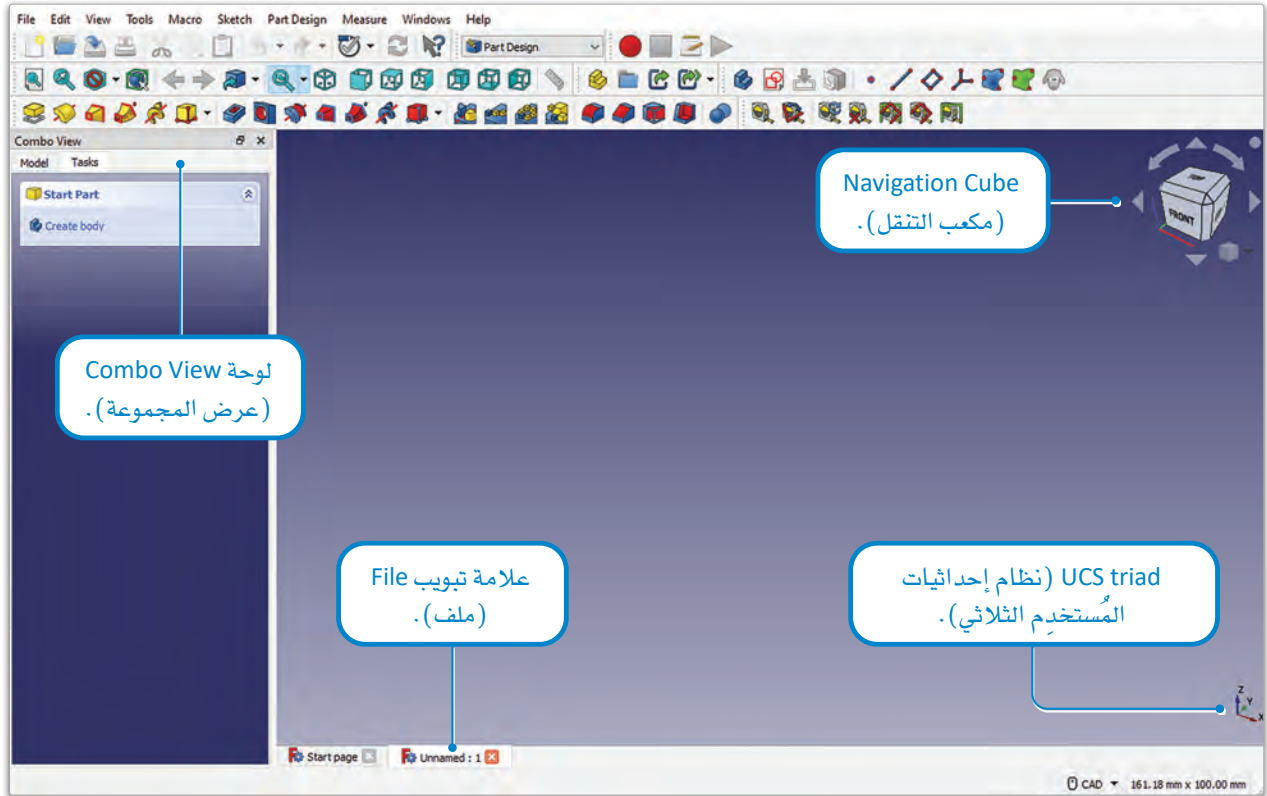 File Edit View Tools Macro Sketch Part Design Measure Windows Help
Part Design
Combo View
Model Tasks
Start Part
Create body
Navigation Cube
(مكعب التنقل).
FRONT
لوحة Combo View
(عرض المجموعة).
علامة تبويب File
(ملف).
UCS triad (نظام إحداثيات
المُستخدِم الثلاثي).
Z
Y
X
Start page Unnamed : 1
CAD 161.18 mm x 100.00 mm